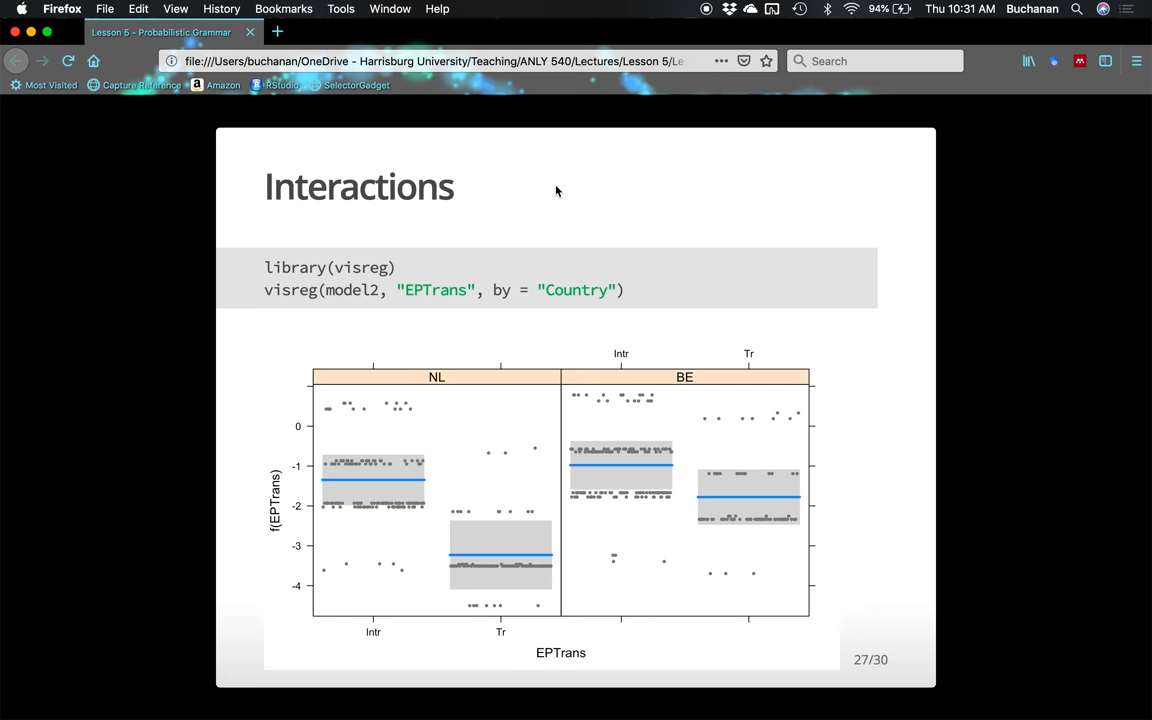 Firefox File Edit View History Bookmarks Tools Window Help 94% Thu 10:31 AM Buchanan
Lesson 5 - Probabilistic Grammar
file:///Users/buchanan/OneDrive - Harrisburg University/Teaching/ANLY 540/Lectures/Lesson 5/Le Search
Most Visited Capture Reference Amazon RStudio SelectorGadget
Interactions
library(visreg)
visreg(model2, "EPTrans", by = "Country")
Intr Tr
NL BE
0
-1
-2
-3
-4
f(EPTrans)
Intr Tr
EPTrans
27/30